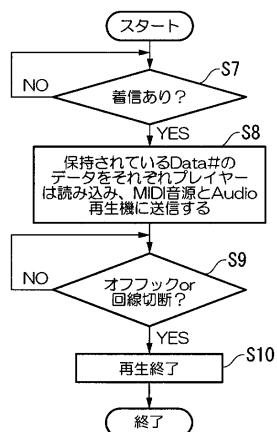 スタート
S7
着信あり？
NO
YES
S8
保持されているData#の
データをそれぞれプレイヤー
は読み込み、MIDI音源とAudio
再生機に送信する
S9
オフフックor
回線切断？
NO
YES
S10
再生終了
終了